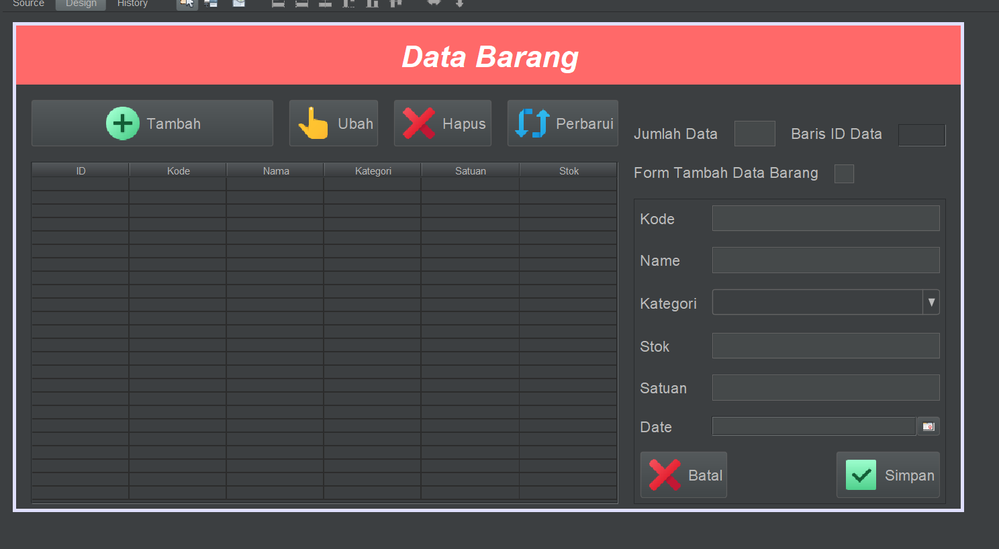 Source Design History
Data Barang
Tambah Ubah Hapus Perbarui
Jumlah Data Baris ID Data
ID Kode Nama Kategori Satuan Stok
Form Tambah Data Barang
Kode
Name
Kategori
Stok
Satuan
Date
Batal Simpan